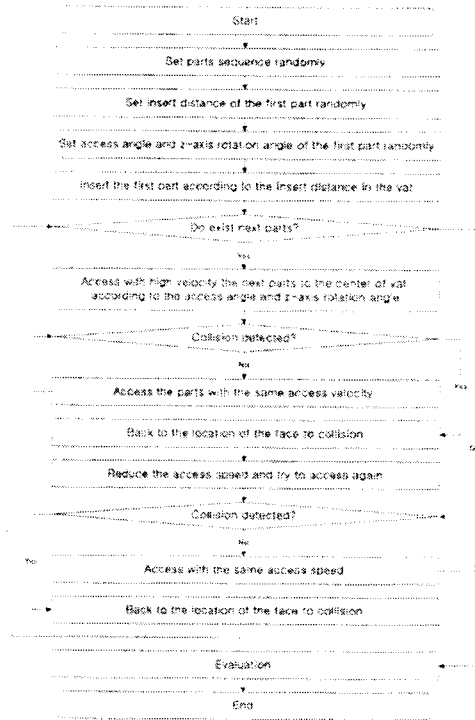 Start
Set parts sequence randomly
Set insert distance of the first part randomly
Set access angle and z-axis rotation angle of the first part randomly
Insert the first part according to the insert distance in the vat
Do exist next parts?
Yes
Access with high velocity the next parts to the center of vat
according to the access angle and z-axis rotation angle
Collision detected?
No
Yes
Access the parts with the same access velocity
Back to the location of the face to collision
Reduce the access speed and try to access again
Collision detected?
No
Yes
Access with the same access speed
Back to the location of the face to collision
Evaluation
End